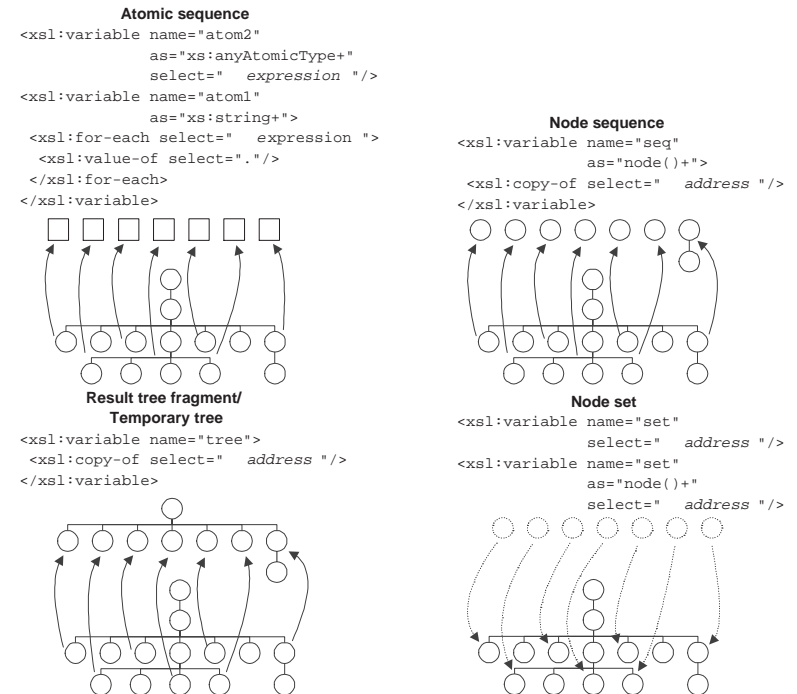 Atomic sequence
<xsl:variable name="atom2"
as="xs:anyAtomicType+"
select=" expression "/>
<xsl:variable name="atom1"
as="xs:string+">
<xsl:for-each select=" expression ">
<xsl:value-of select="."/>
</xsl:for-each>
</xsl:variable>
Node sequence
<xsl:variable name="seq"
as="node()+">
<xsl:copy-of select=" address "/>
</xsl:variable>
Result tree fragment/
Temporary tree
<xsl:variable name="tree">
<xsl:copy-of select=" address "/>
</xsl:variable>
Node set
<xsl:variable name="set"
select=" address "/>
<xsl:variable name="set"
as="node()+"
select=" address "/>